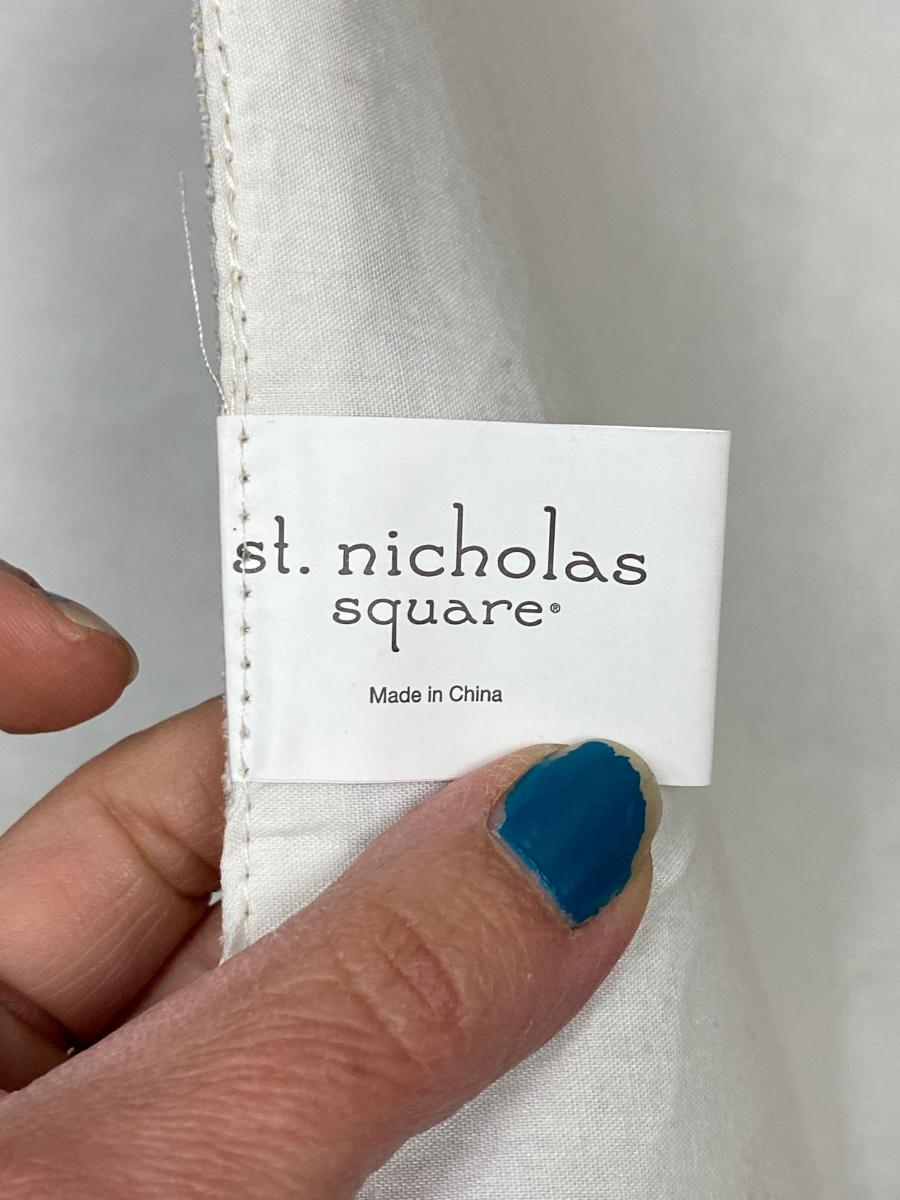 st. nicholas
square®
Made in China